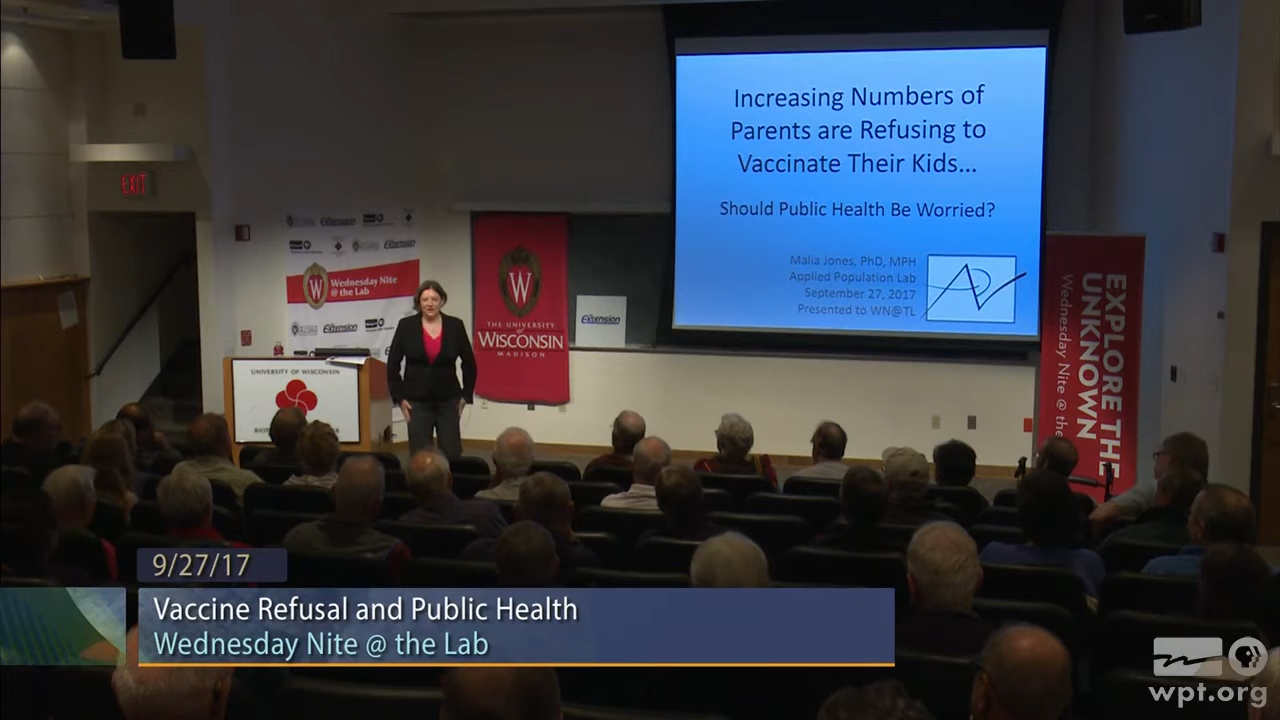 Increasing Numbers of
Parents are Refusing to
Vaccinate Their Kids...
Should Public Health Be Worried?
Malia Jones, PhD, MPH
Applied Population Lab
September 27, 2017
Presented to WN@TL
EXIT
Wednesday Nite
@ the Lab
Extension
W
THE UNIVERSITY
of
WISCONSIN
MADISON
Extension
EXPLORE THE
UNKNOWN
Wednesday Nite @ the
UNIVERSITY OF WISCONSIN
9/27/17
Vaccine Refusal and Public Health
Wednesday Nite @ the Lab
PBS
wpt.org